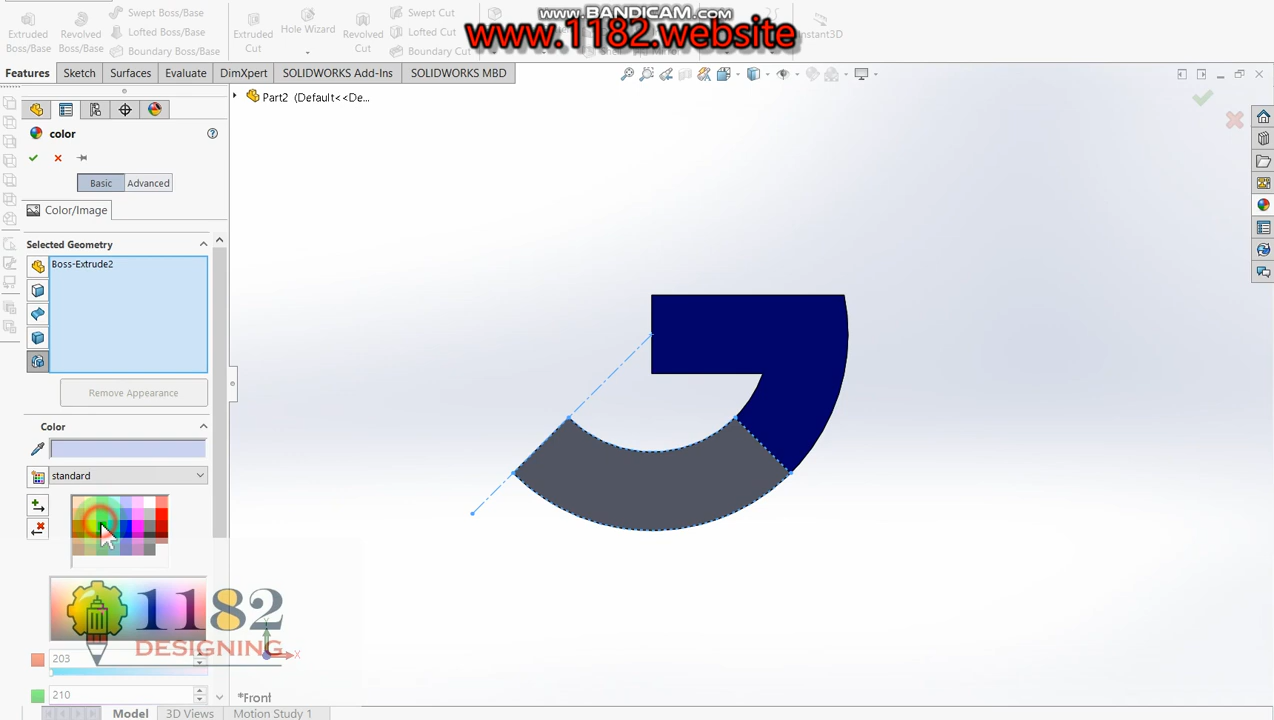 www.BANDICAM.com
www.1182.website
Extruded Boss/Base
Revolved Boss/Base
Swept Boss/Base
Lofted Boss/Base
Boundary Boss/Base
Extruded Cut
Hole Wizard
Revolved Cut
Swept Cut
Lofted Cut
Boundary Cut
Instant3D
Features
Sketch
Surfaces
Evaluate
DimXpert
SOLIDWORKS Add-Ins
SOLIDWORKS MBD
Part2 (Default<<De...
color
Basic
Advanced
Color/Image
Selected Geometry
Boss-Extrude2
Remove Appearance
Color
standard
1182
DESIGNING
203
210
X
*Front
Model
3D Views
Motion Study 1